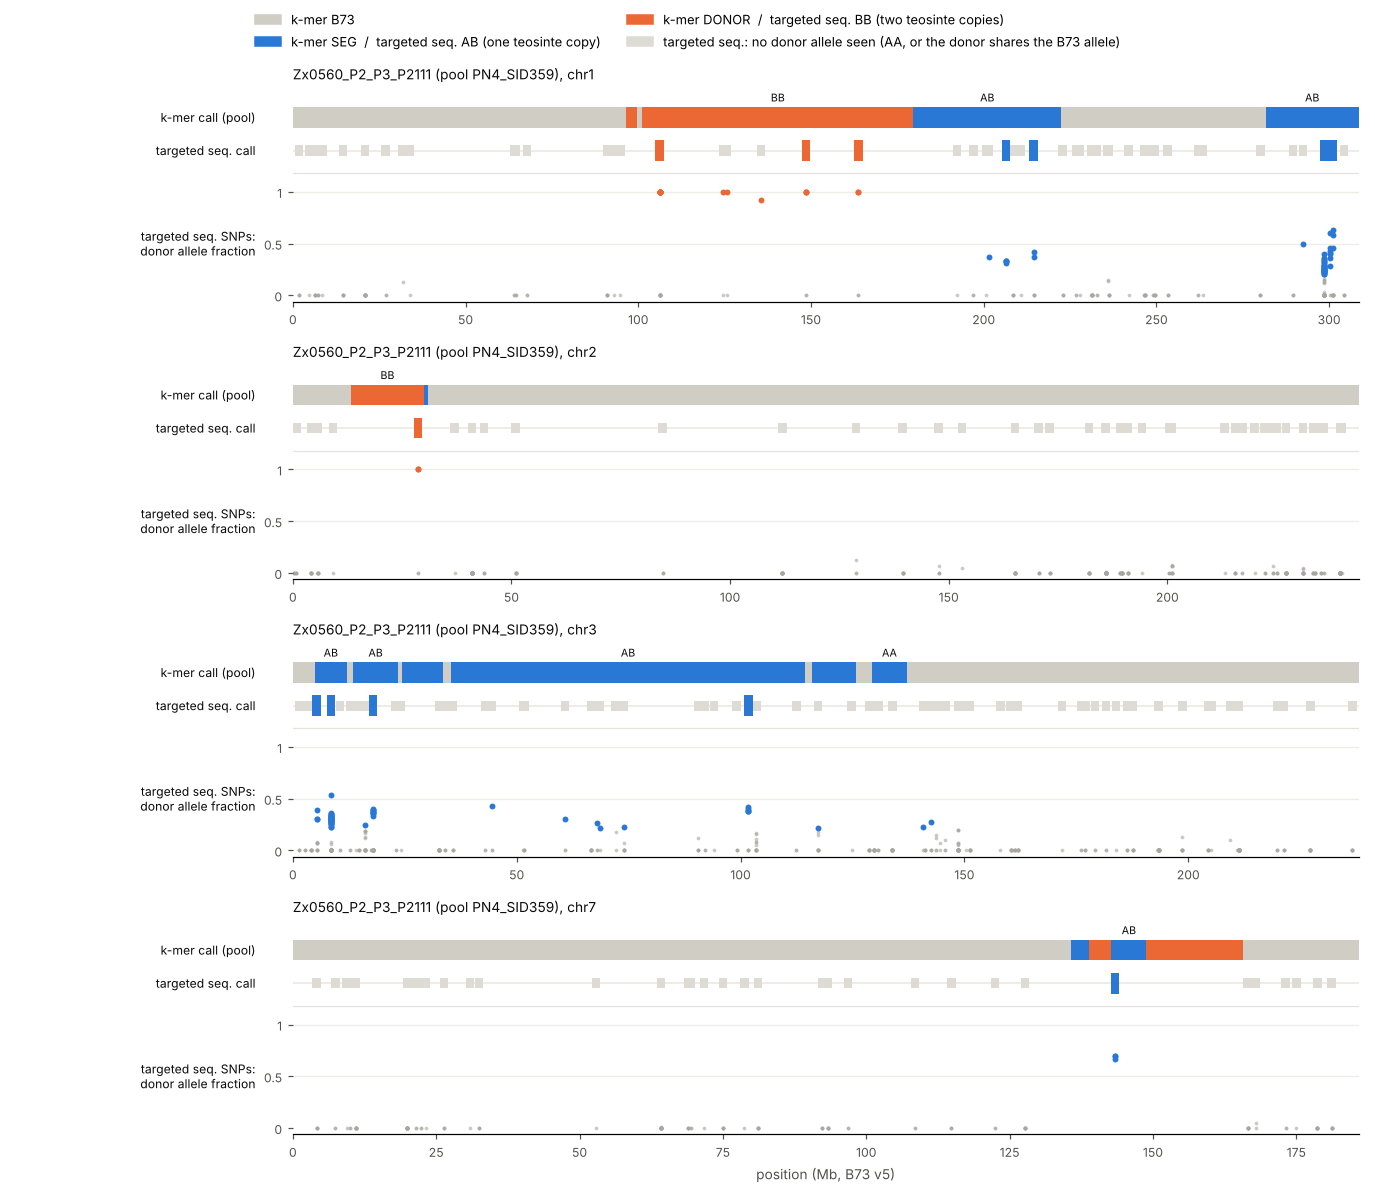 k-mer B73
k-mer DONOR / targeted seq. BB (two teosinte copies)
k-mer SEG / targeted seq. AB (one teosinte copy)
targeted seq.: no donor allele seen (AA, or the donor shares the B73 allele)
Zx0560_P2_P3_P2111 (pool PN4_SID359), chr1
BB AB AB
k-mer call (pool)
targeted seq. call
1
targeted seq. SNPs:
donor allele fraction
0.5
0
0 50 100 150 200 250 300
Zx0560_P2_P3_P2111 (pool PN4_SID359), chr2
BB
k-mer call (pool)
targeted seq. call
1
targeted seq. SNPs:
donor allele fraction
0.5
0
0 50 100 150 200
Zx0560_P2_P3_P2111 (pool PN4_SID359), chr3
AB AB AB AA
k-mer call (pool)
targeted seq. call
1
targeted seq. SNPs:
donor allele fraction
0.5
0
0 50 100 150 200
Zx0560_P2_P3_P2111 (pool PN4_SID359), chr7
AB
k-mer call (pool)
targeted seq. call
1
targeted seq. SNPs:
donor allele fraction
0.5
0
0 25 50 75 100 125 150 175
position (Mb, B73 v5)